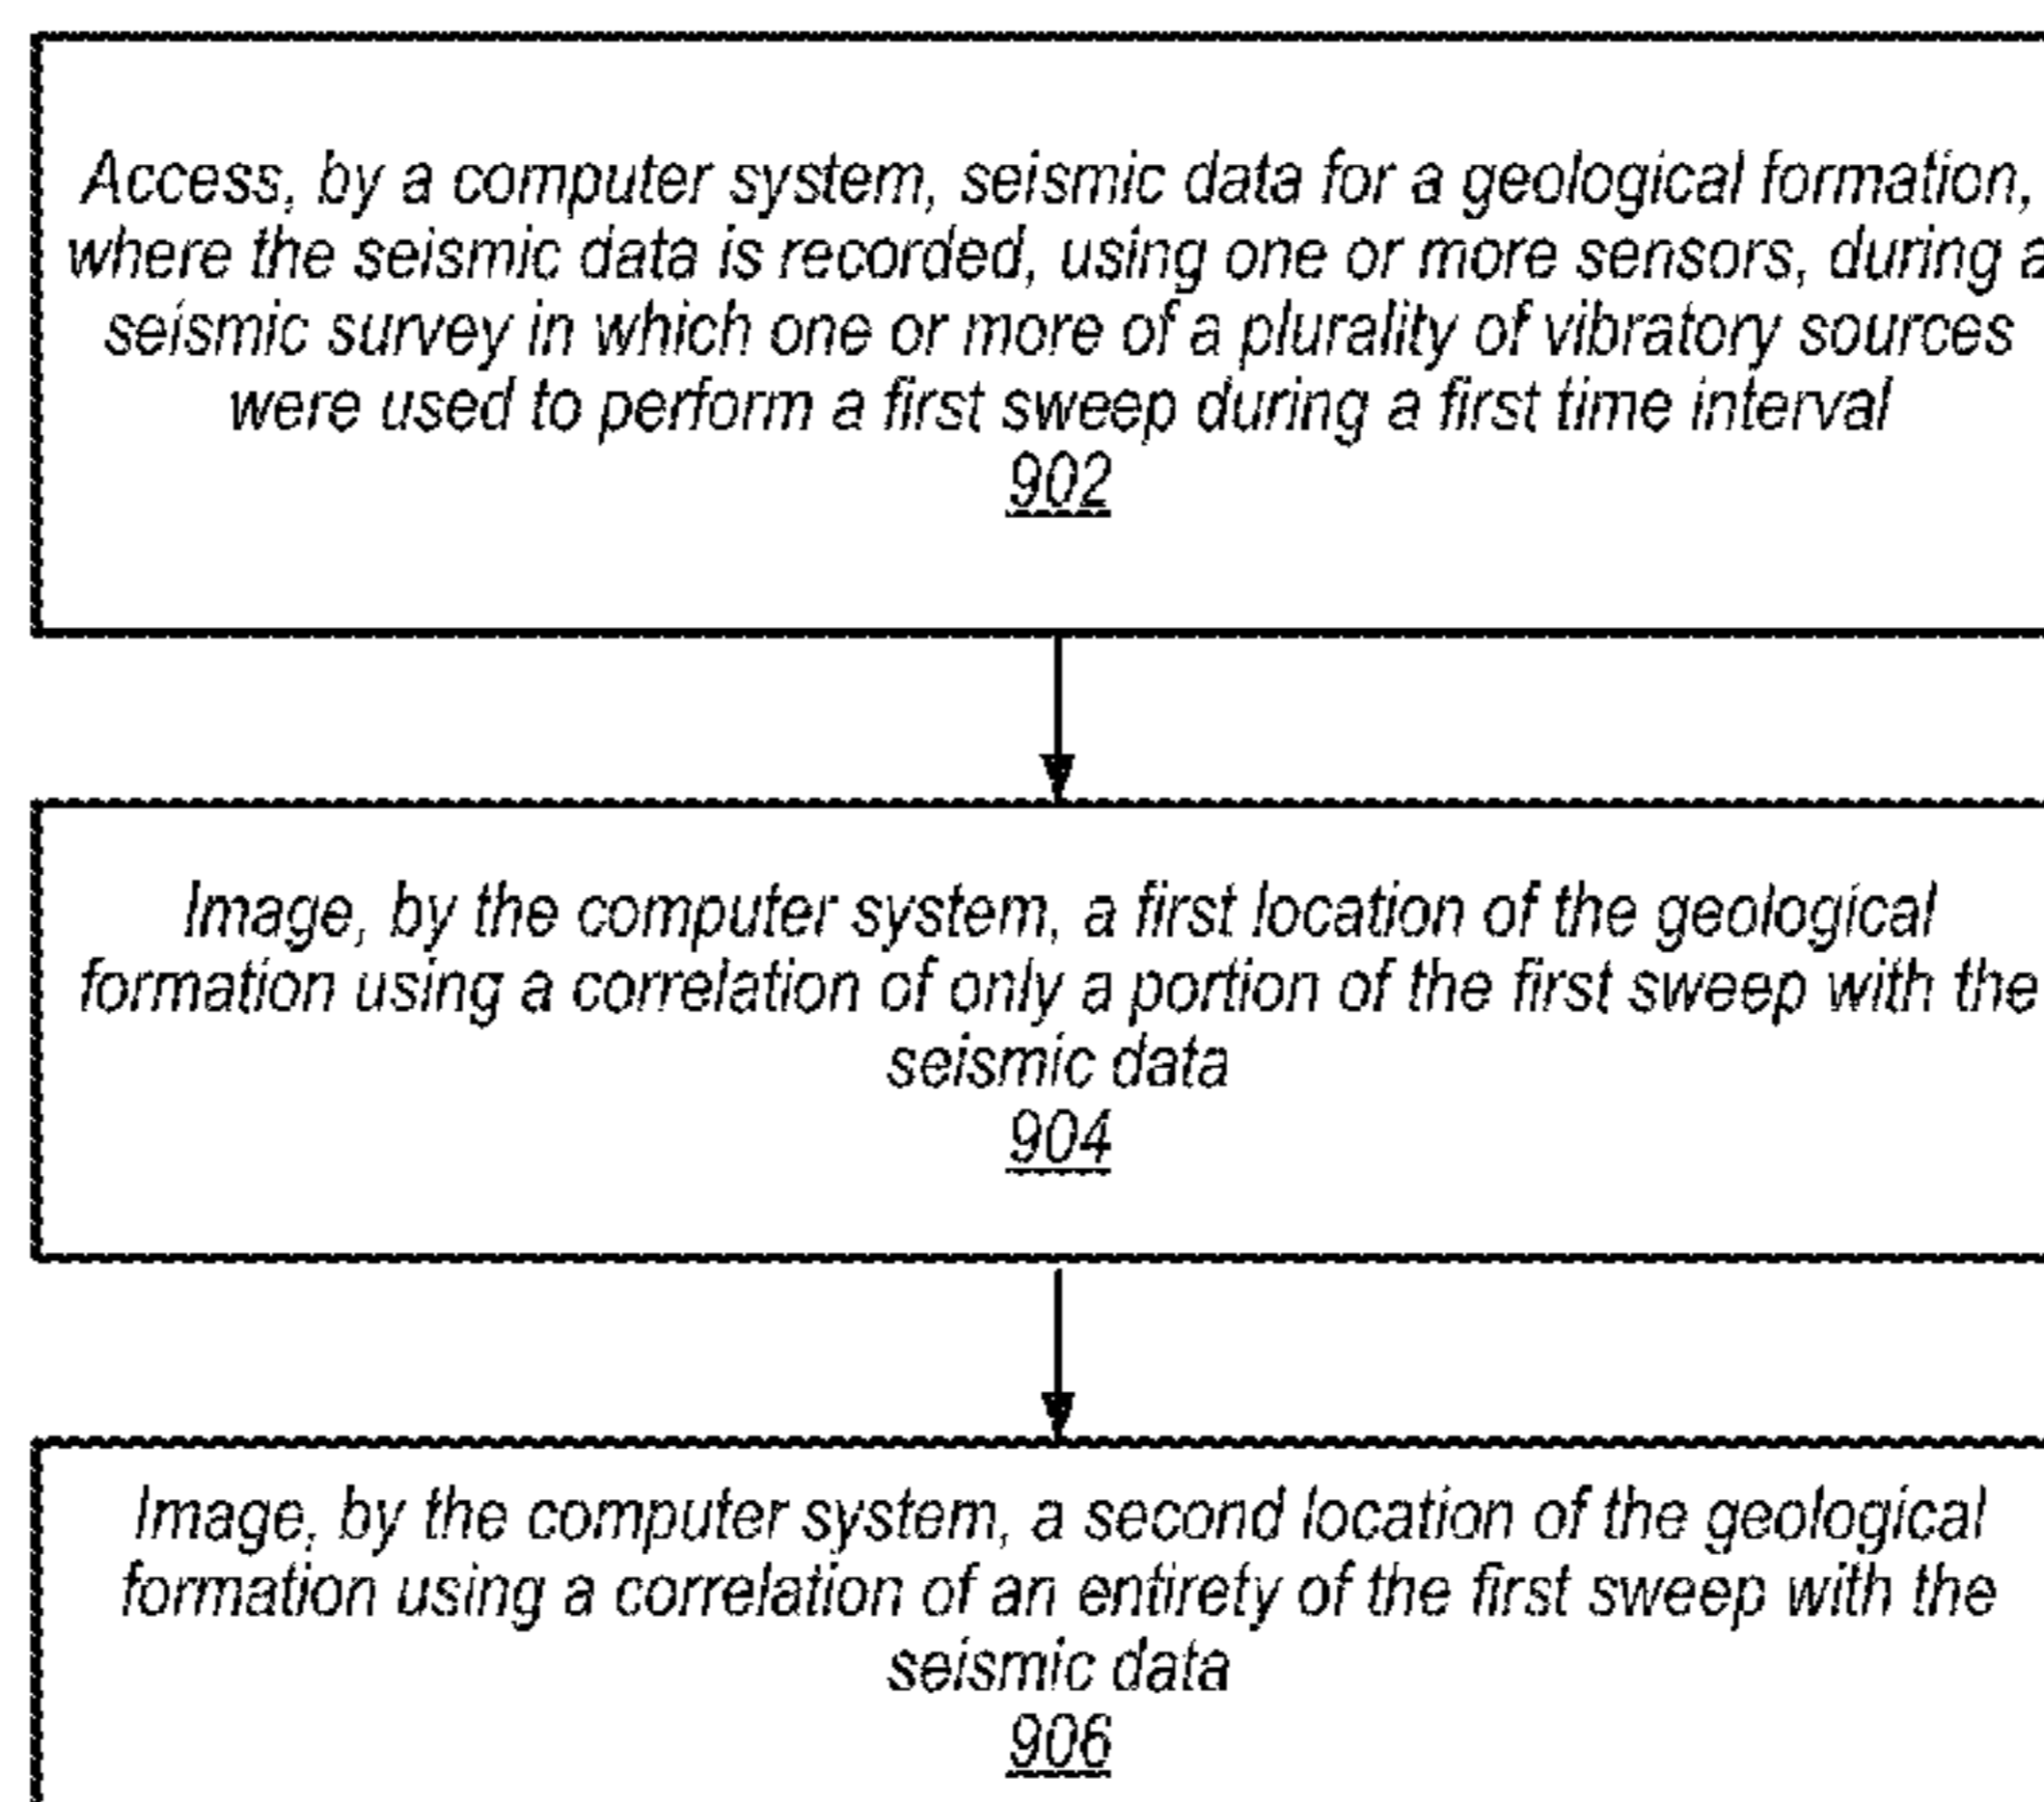 Access, by a computer system, seismic data for a geological formation,
where the seismic data is recorded, using one or more sensors, during a
seismic survey in which one or more of a plurality of vibratory sources
were used to perform a first sweep during a first time interval
902
Image, by the computer system, a first location of the geological
formation using a correlation of only a portion of the first sweep with the
seismic data
904
Image, by the computer system, a second location of the geological
formation using a correlation of an entirety of the first sweep with the
seismic data
906